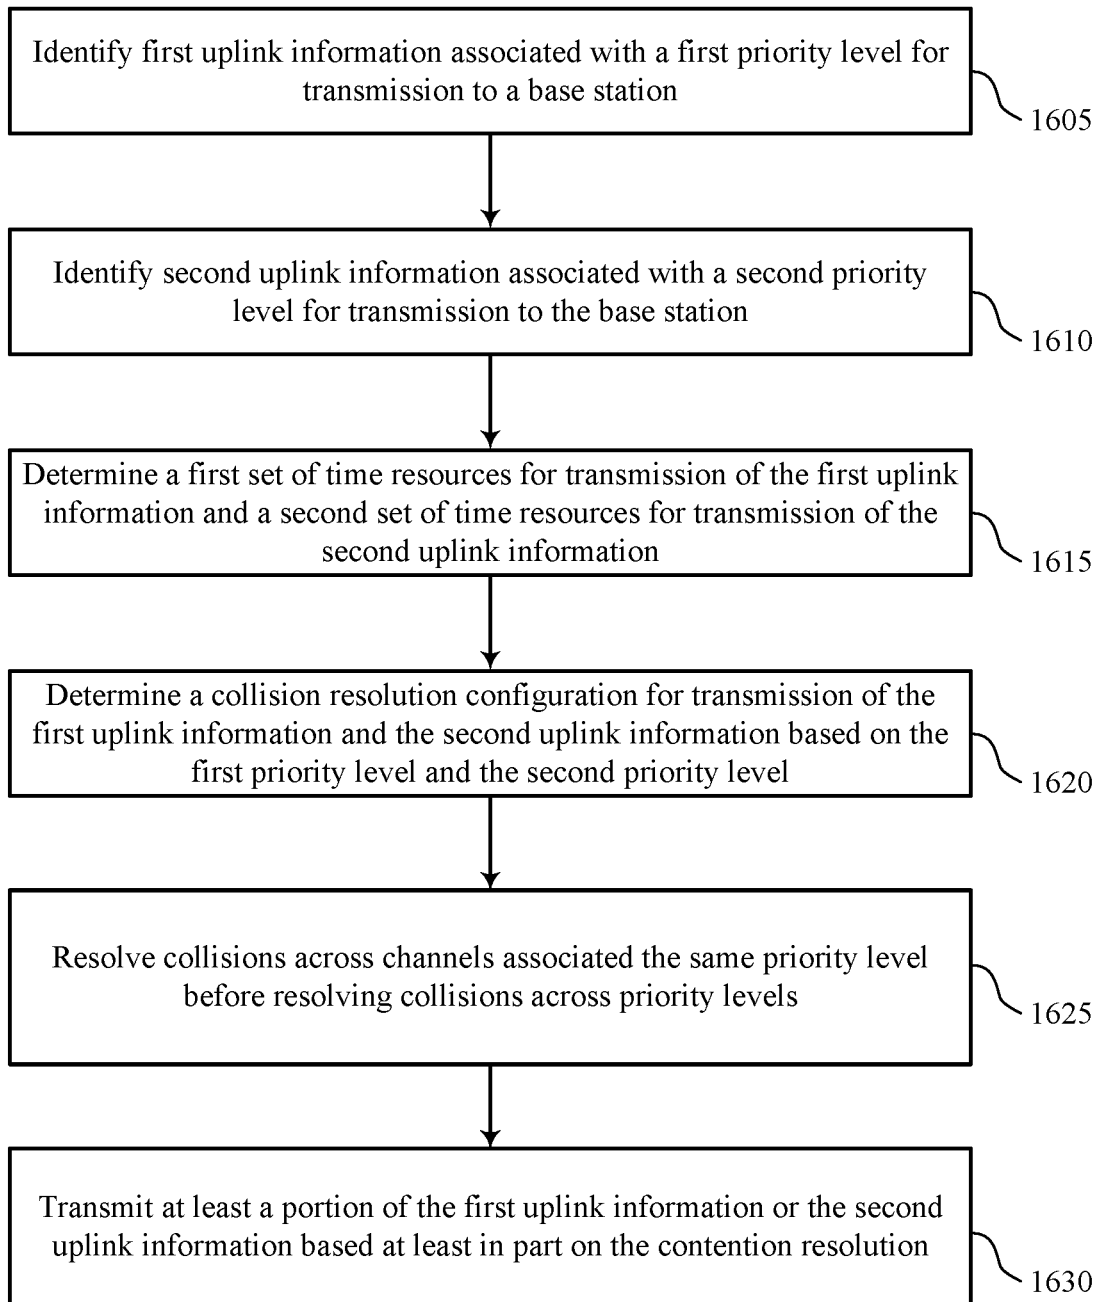 Identify first uplink information associated with a first priority level for
transmission to a base station
1605
Identify second uplink information associated with a second priority
level for transmission to the base station
1610
Determine a first set of time resources for transmission of the first uplink
information and a second set of time resources for transmission of the
second uplink information
1615
Determine a collision resolution configuration for transmission of the
first uplink information and the second uplink information based on the
first priority level and the second priority level
1620
Resolve collisions across channels associated the same priority level
before resolving collisions across priority levels
1625
Transmit at least a portion of the first uplink information or the second
uplink information based at least in part on the contention resolution
1630